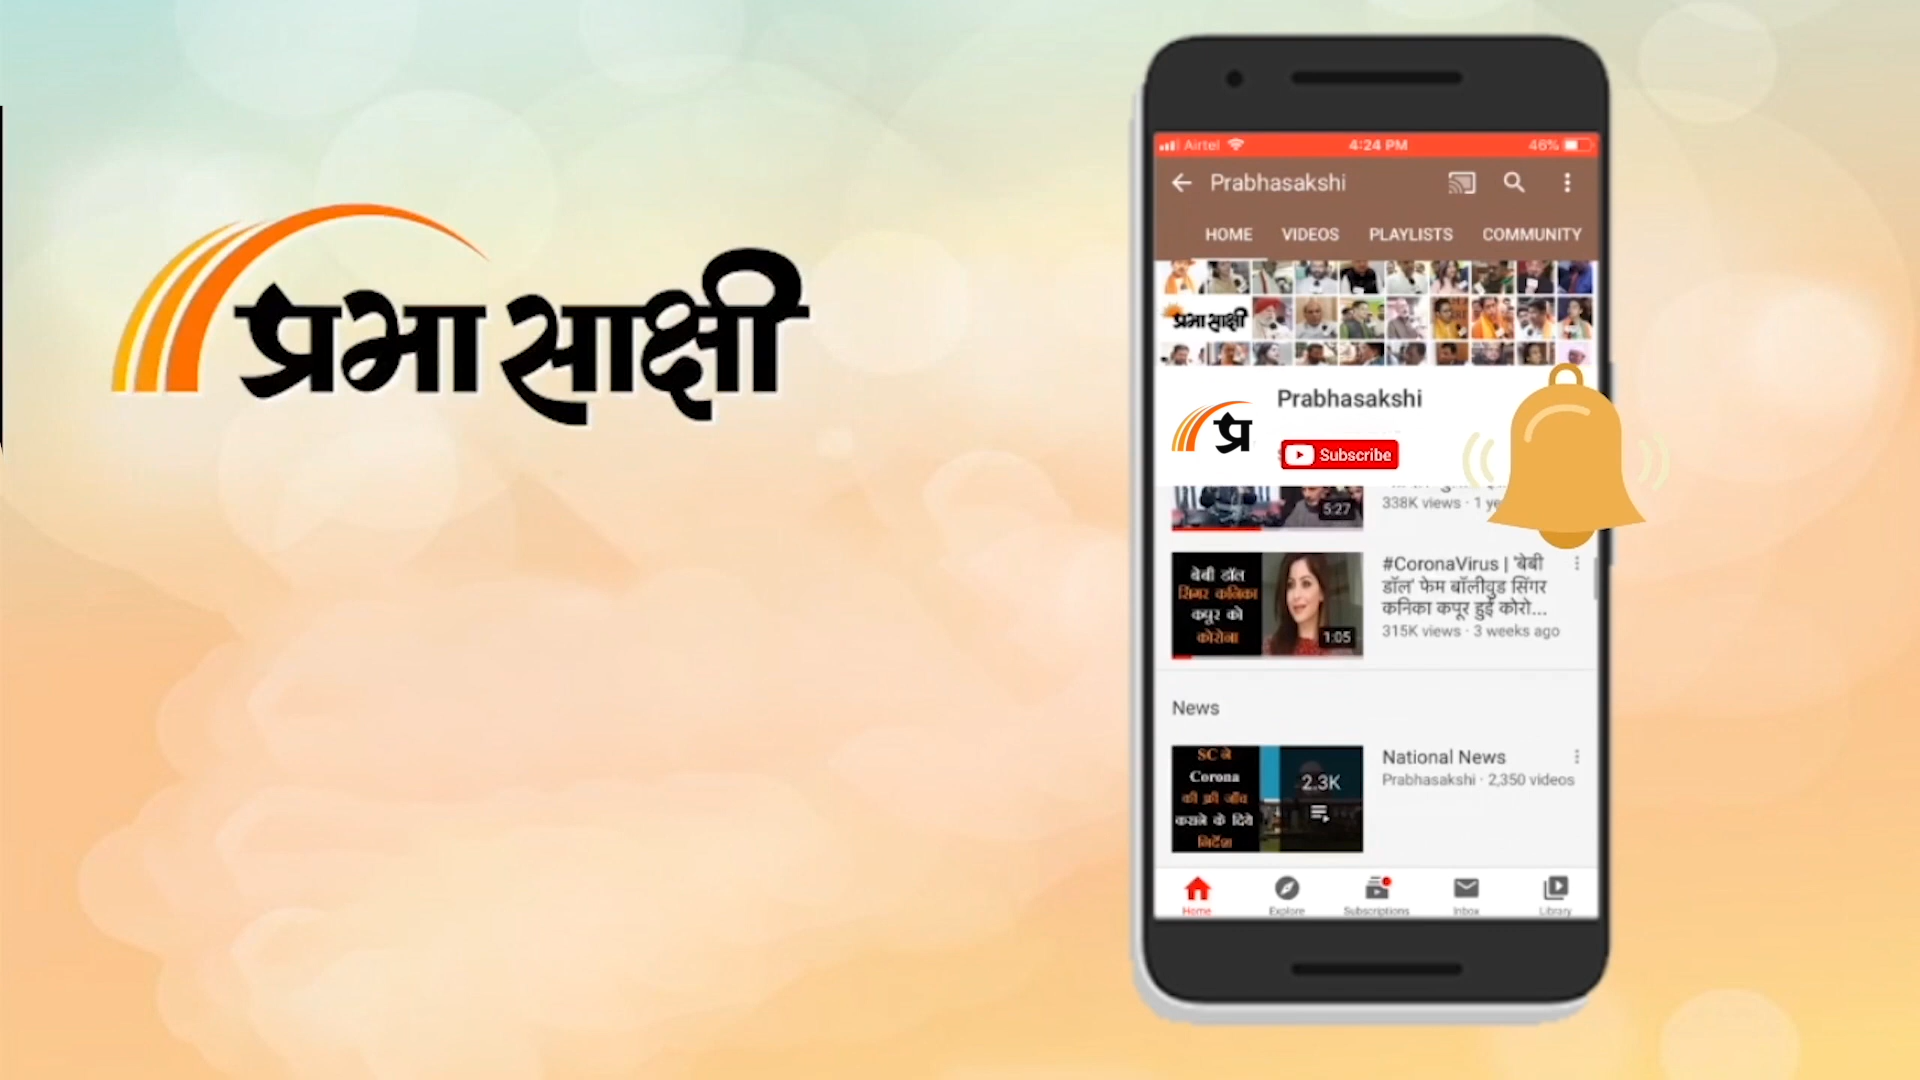 प्रभा साक्षी
Airtel
4:24 PM
46%
Prabhasakshi
HOME
VIDEOS
PLAYLISTS
COMMUNITY
प्रभा साक्षी
Prabhasakshi
प्र
Subscribe
5:27
338K views · 1
बेबी डॉल
सिंगर कनिका
कपूर को
कोरोना
1:05
#CoronaVirus | 'बेबी
डॉल' फेम बॉलीवुड सिंगर
कनिका कपूर हुईं कोरो...
315K views · 3 weeks ago
News
SC ने
Corona
की फ्री जाँच
कराने के दिये
निर्देश
2.3K
National News
Prabhasakshi · 2,350 videos
Home
Explore
Subscriptions
Inbox
Library